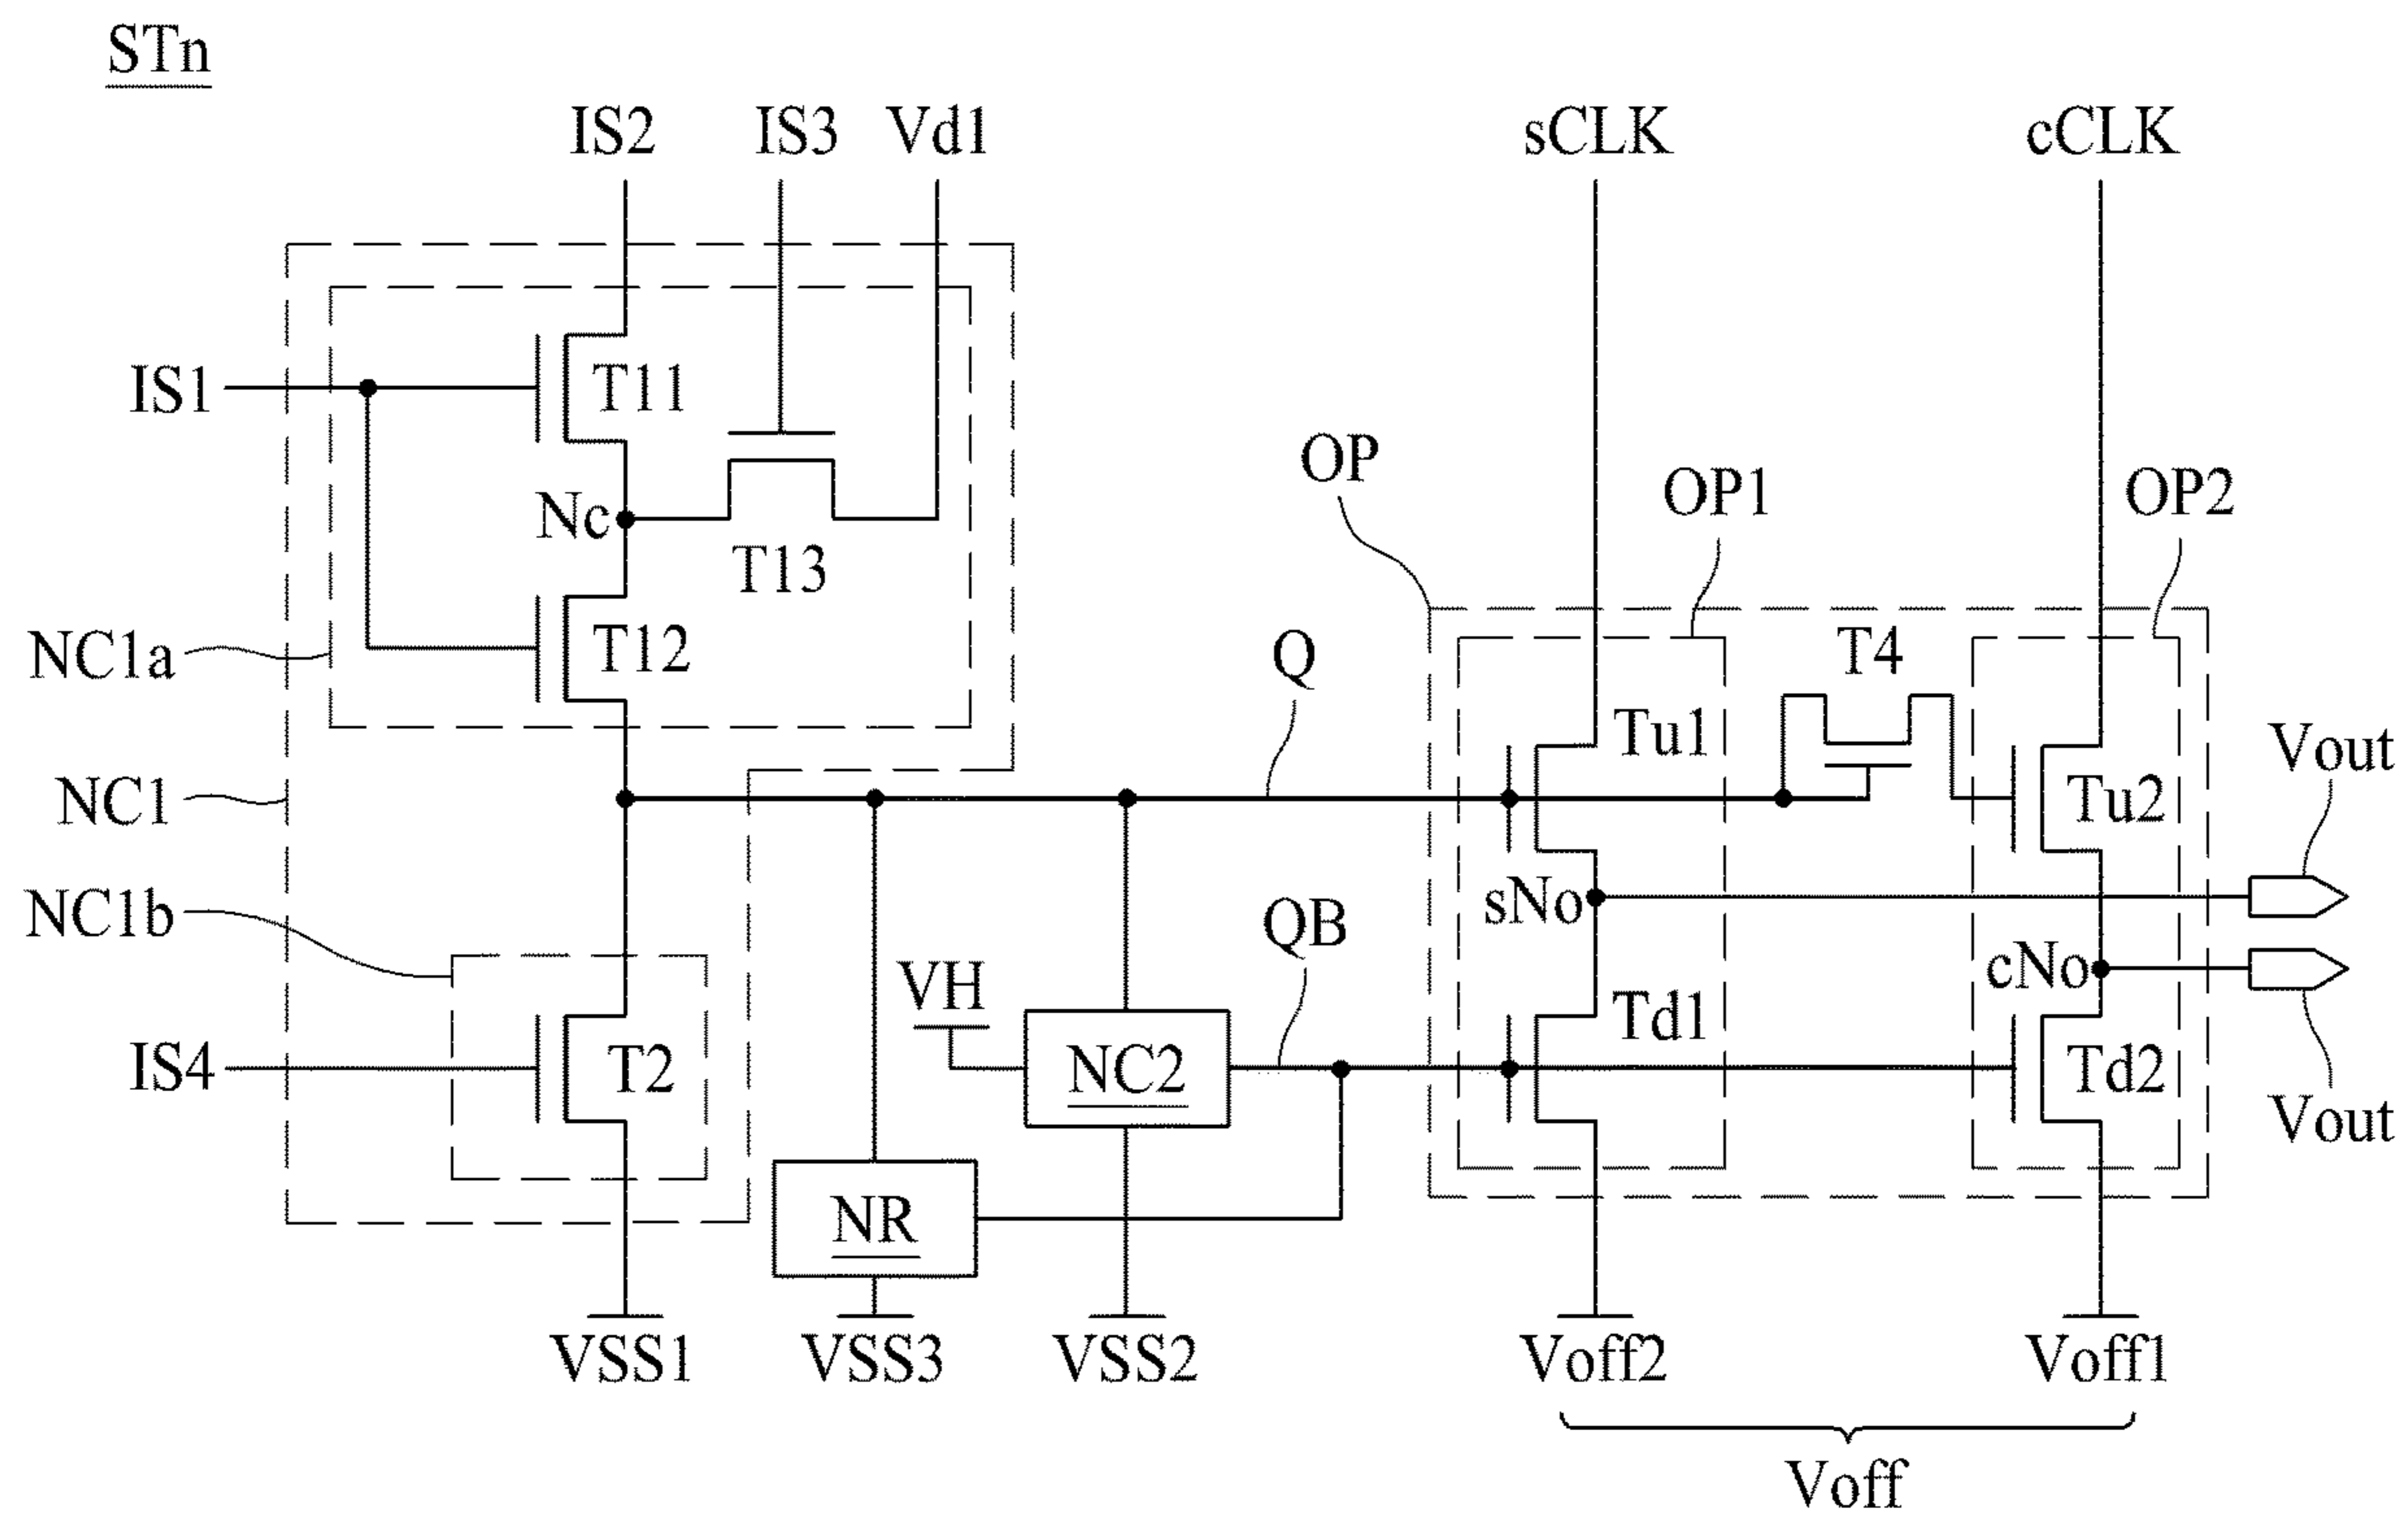 STn
IS2 IS3 Vd1 sCLK cCLK
IS1 T11
OP OP1 OP2
Nc T13
NC1a T12 Q T4
Tu1 Vout
NC1 Tu2
NC1b QB sNo
VH cNo
IS4 T2 NC2 Td1 Td2 Vout
NR
VSS1 VSS3 VSS2 Voff2 Voff1
Voff